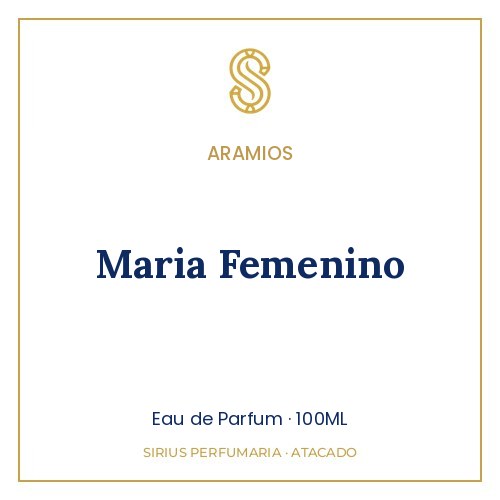 ARAMIOS
Maria Femenino
Eau de Parfum · 100ML
SIRIUS PERFUMARIA · ATACADO